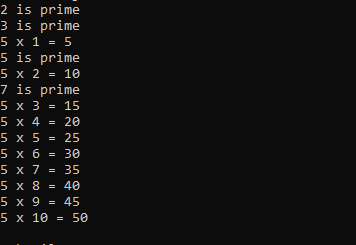 2 is prime
3 is prime
5 x 1 = 5
5 is prime
5 x 2 = 10
7 is prime
5 x 3 = 15
5 x 4 = 20
5 x 5 = 25
5 x 6 = 30
5 x 7 = 35
5 x 8 = 40
5 x 9 = 45
5 x 10 = 50